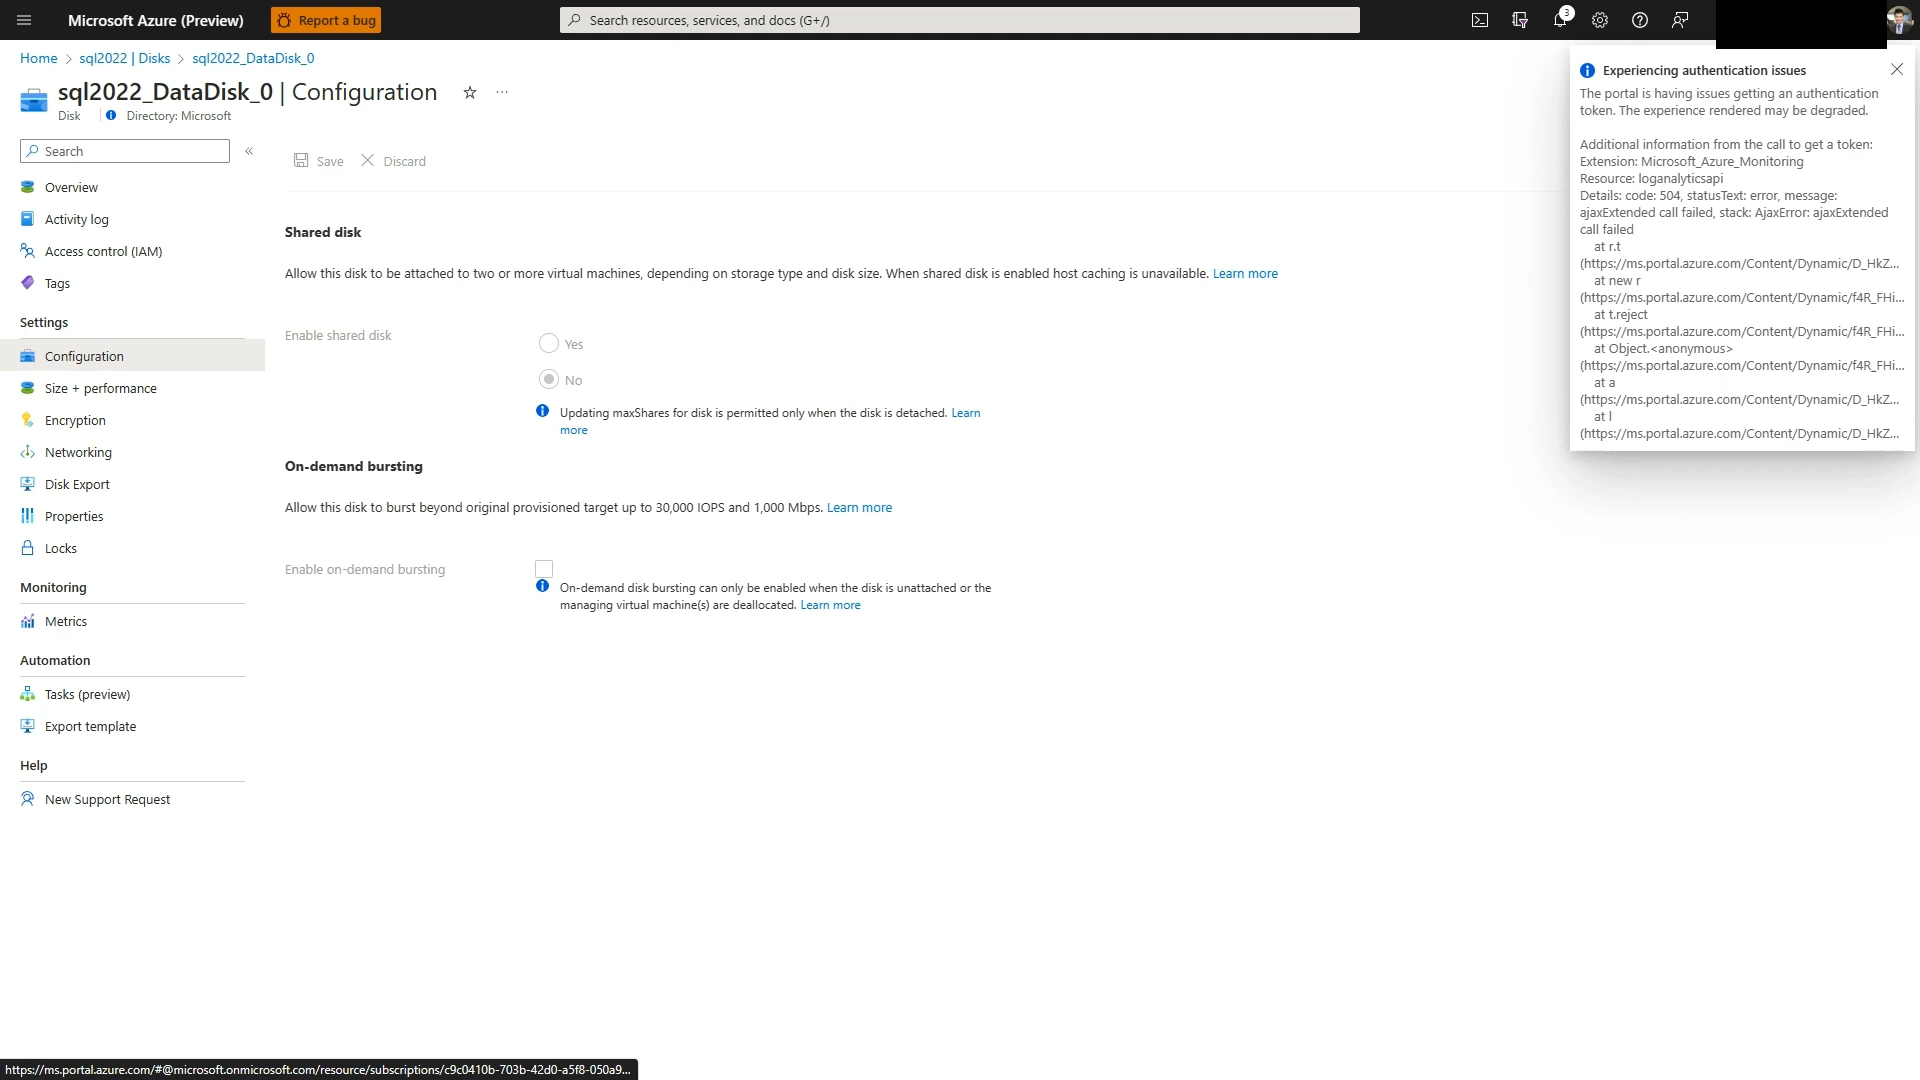 Microsoft Azure (Preview)
Report a bug
Search resources, services, and docs (G+/)
3
Home > sql2022 | Disks > sql2022_DataDisk_0
sql2022_DataDisk_0 | Configuration
Disk
Directory: Microsoft
Search
Overview
Activity log
Access control (IAM)
Tags
Settings
Configuration
Size + performance
Encryption
Networking
Disk Export
Properties
Locks
Monitoring
Metrics
Automation
Tasks (preview)
Export template
Help
New Support Request
Save
Discard
Shared disk
Allow this disk to be attached to two or more virtual machines, depending on storage type and disk size. When shared disk is enabled host caching is unavailable. Learn more
Enable shared disk
Yes
No
Updating maxShares for disk is permitted only when the disk is detached. Learn
more
On-demand bursting
Allow this disk to burst beyond original provisioned target up to 30,000 IOPS and 1,000 Mbps. Learn more
Enable on-demand bursting
On-demand disk bursting can only be enabled when the disk is unattached or the
managing virtual machine(s) are deallocated. Learn more
Experiencing authentication issues
The portal is having issues getting an authentication
token. The experience rendered may be degraded.
Additional information from the call to get a token:
Extension: Microsoft_Azure_Monitoring
Resource: loganalyticsapi
Details: code: 504, statusText: error, message:
ajaxExtended call failed, stack: AjaxError: ajaxExtended
call failed
at r.t
(https://ms.portal.azure.com/Content/Dynamic/D_HkZ...
at new r
(https://ms.portal.azure.com/Content/Dynamic/f4R_FHi...
at t.reject
(https://ms.portal.azure.com/Content/Dynamic/f4R_FHi...
at Object.<anonymous>
(https://ms.portal.azure.com/Content/Dynamic/f4R_FHi...
at a
(https://ms.portal.azure.com/Content/Dynamic/D_HkZ...
at l
(https://ms.portal.azure.com/Content/Dynamic/D_HkZ...
https://ms.portal.azure.com/#@microsoft.onmicrosoft.com/resource/subscriptions/c9c0410b-703b-42d0-a5f8-050a9...